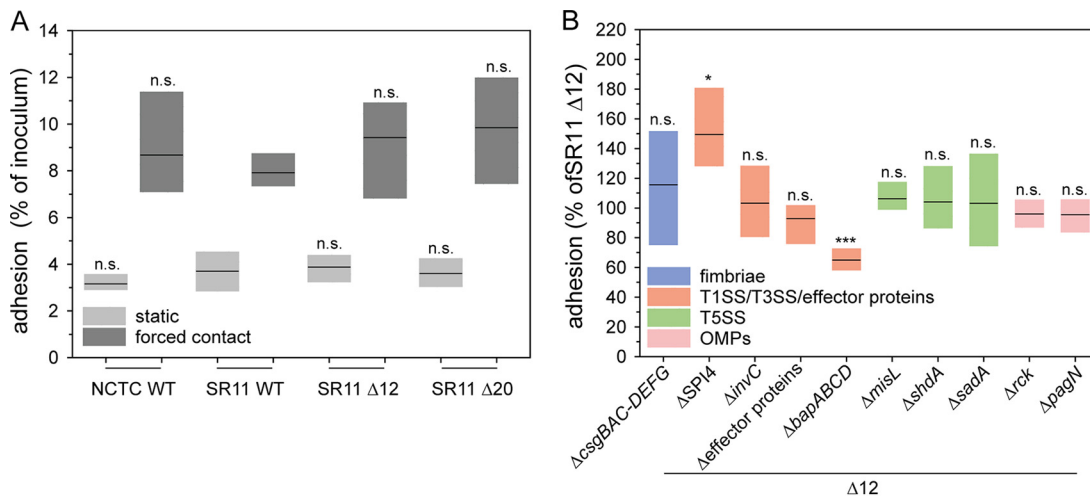 A
adhesion (% of inoculum)
14
12
10
8
6
4
2
0
n.s.
n.s.
n.s.
n.s.
n.s.
n.s.
static
forced contact
NCTC WT
SR11 WT
SR11 Δ12
SR11 Δ20
B
adhesion (% ofSR11 Δ12)
220
200
180
160
140
120
100
80
60
40
20
0
n.s.
*
n.s.
n.s.
***
n.s.
n.s.
n.s.
n.s.
n.s.
fimbriae
T1SS/T3SS/effector proteins
T5SS
OMPs
ΔcsgBAC-DEFG
ΔSPI4
ΔinvC
Δeffector proteins
ΔbapABCD
ΔmisL
ΔshdA
ΔsadA
Δrck
ΔpagN
Δ12